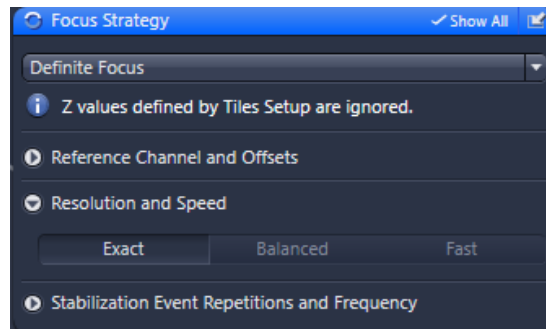 Focus Strategy Show All
Definite Focus
Z values defined by Tiles Setup are ignored.
Reference Channel and Offsets
Resolution and Speed
Exact Balanced Fast
Stabilization Event Repetitions and Frequency